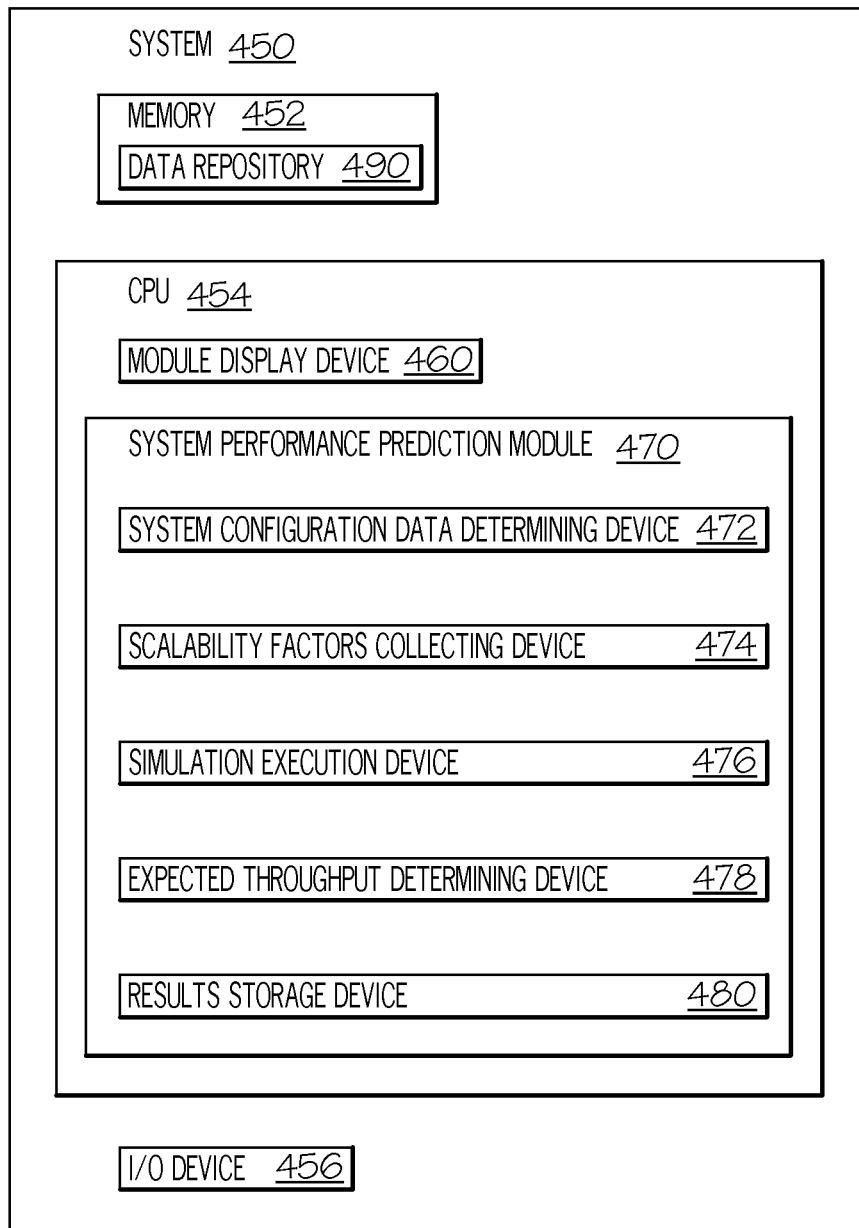 SYSTEM 450
MEMORY 452
DATA REPOSITORY 490
CPU 454
MODULE DISPLAY DEVICE 460
SYSTEM PERFORMANCE PREDICTION MODULE 470
SYSTEM CONFIGURATION DATA DETERMINING DEVICE 472
SCALABILITY FACTORS COLLECTING DEVICE 474
SIMULATION EXECUTION DEVICE 476
EXPECTED THROUGHPUT DETERMINING DEVICE 478
RESULTS STORAGE DEVICE 480
I/O DEVICE 456